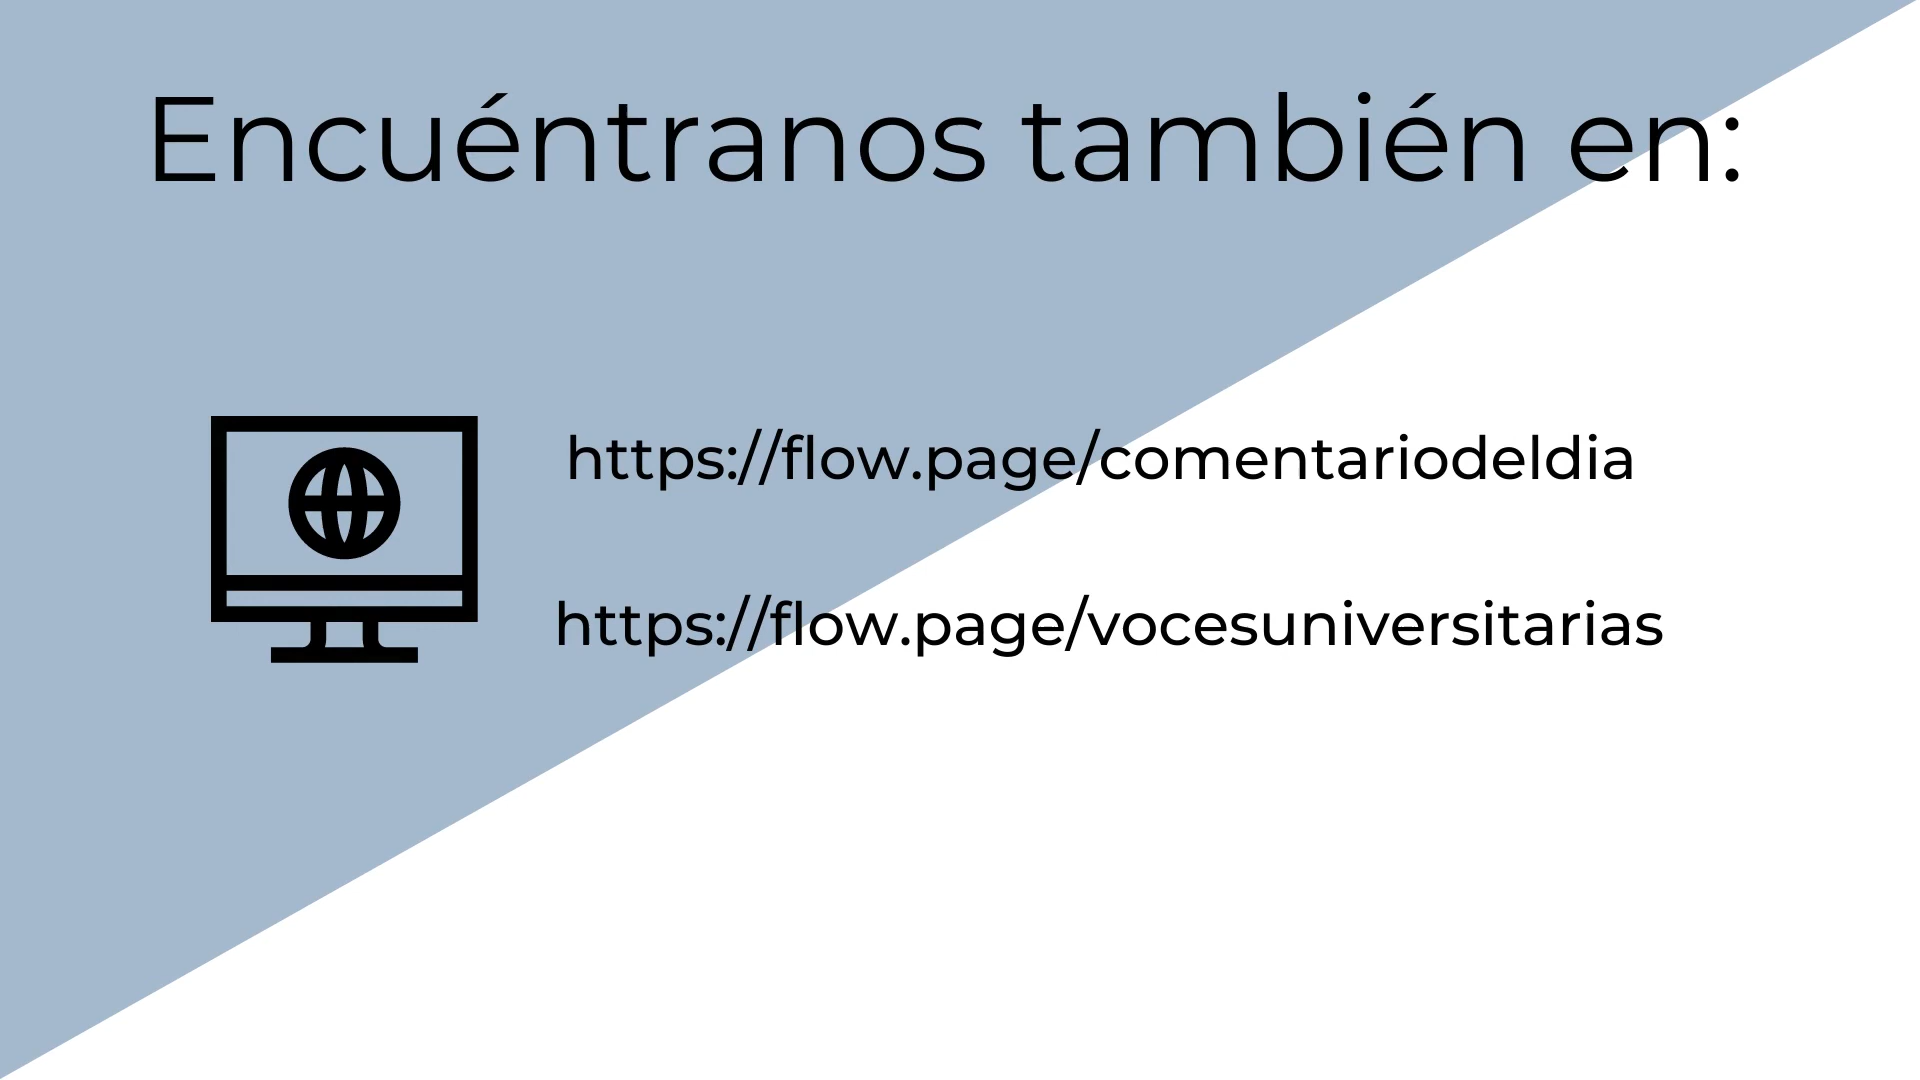 Encuéntranos también en:
https://flow.page/comentariodeldia
https://flow.page/vocesuniversitarias